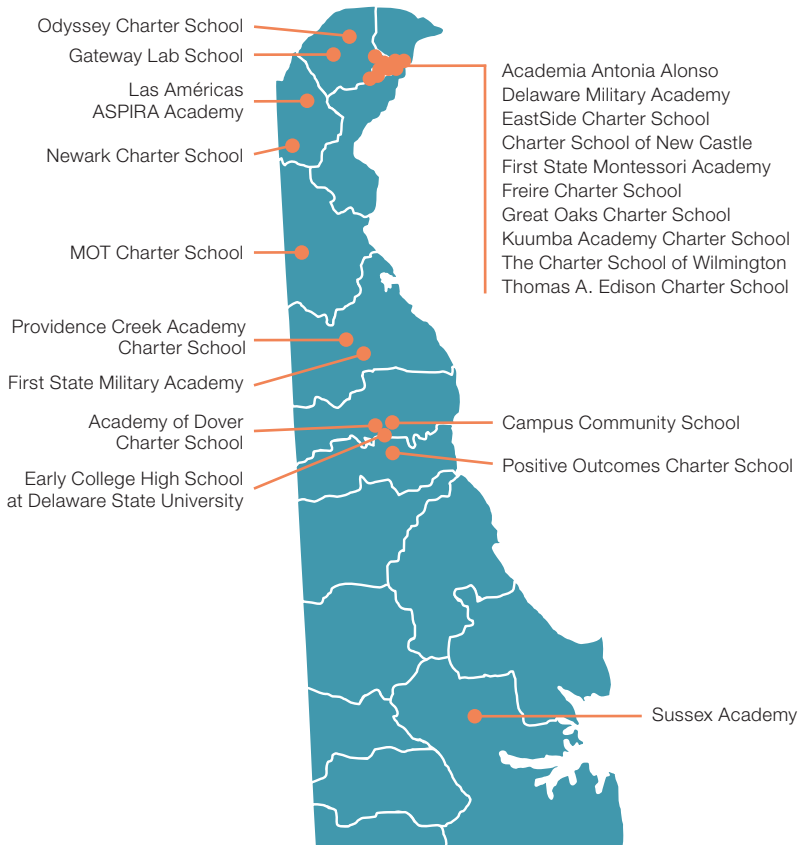 Odyssey Charter School
Gateway Lab School
Las Américas
ASPIRA Academy
Newark Charter School
MOT Charter School
Providence Creek Academy
Charter School
First State Military Academy
Academy of Dover
Charter School
Early College High School
at Delaware State University
Academia Antonia Alonso
Delaware Military Academy
EastSide Charter School
Charter School of New Castle
First State Montessori Academy
Freire Charter School
Great Oaks Charter School
Kuumba Academy Charter School
The Charter School of Wilmington
Thomas A. Edison Charter School
Campus Community School
Positive Outcomes Charter School
Sussex Academy